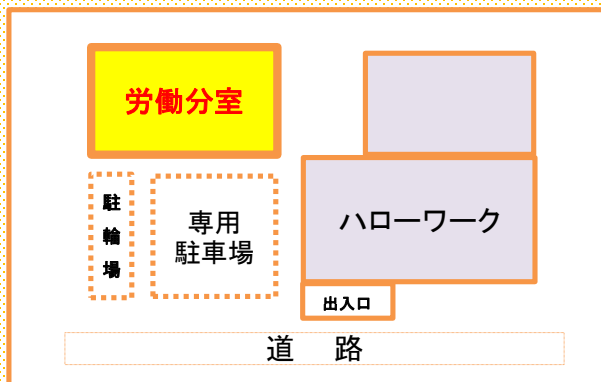 労働分室
駐輪場
専用
駐車場
ハローワーク
出入口
道　路